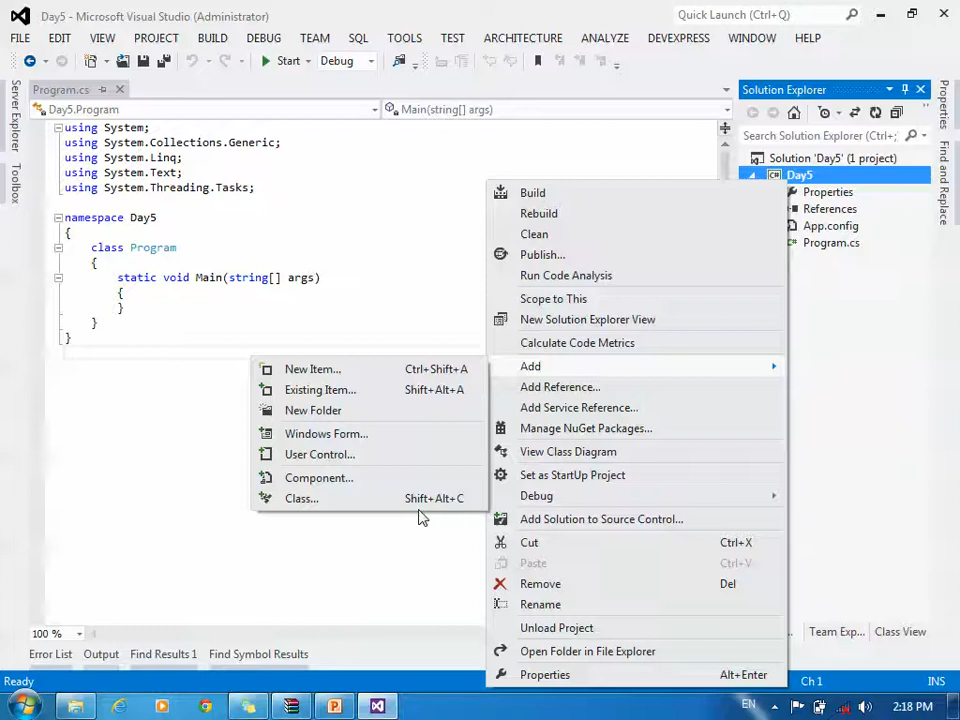 Day5 - Microsoft Visual Studio (Administrator)
Quick Launch (Ctrl+Q)
FILE EDIT VIEW PROJECT BUILD DEBUG TEAM SQL TOOLS TEST ARCHITECTURE ANALYZE DEVEXPRESS WINDOW HELP
Start Debug
Server Explorer
Toolbox
Program.cs
Day5.Program
Main(string[] args)
using System;
using System.Collections.Generic;
using System.Linq;
using System.Text;
using System.Threading.Tasks;
namespace Day5
{
class Program
{
static void Main(string[] args)
{
}
}
}
100 %
New Item... Ctrl+Shift+A
Existing Item... Shift+Alt+A
New Folder
Windows Form...
User Control...
Component...
Class... Shift+Alt+C
Build
Rebuild
Clean
Publish...
Run Code Analysis
Scope to This
New Solution Explorer View
Calculate Code Metrics
Add
Add Reference...
Add Service Reference...
Manage NuGet Packages...
View Class Diagram
Set as StartUp Project
Debug
Add Solution to Source Control...
Cut Ctrl+X
Paste Ctrl+V
Remove Del
Rename
Unload Project
Open Folder in File Explorer
Properties Alt+Enter
Solution Explorer
Search Solution Explorer (Ctrl+;
Solution 'Day5' (1 project)
Day5
Properties
References
App.config
Program.cs
Properties
Find and Replace
Team Exp... Class View
Error List Output Find Results 1 Find Symbol Results
Ready Ch 1 INS
EN 2:18 PM